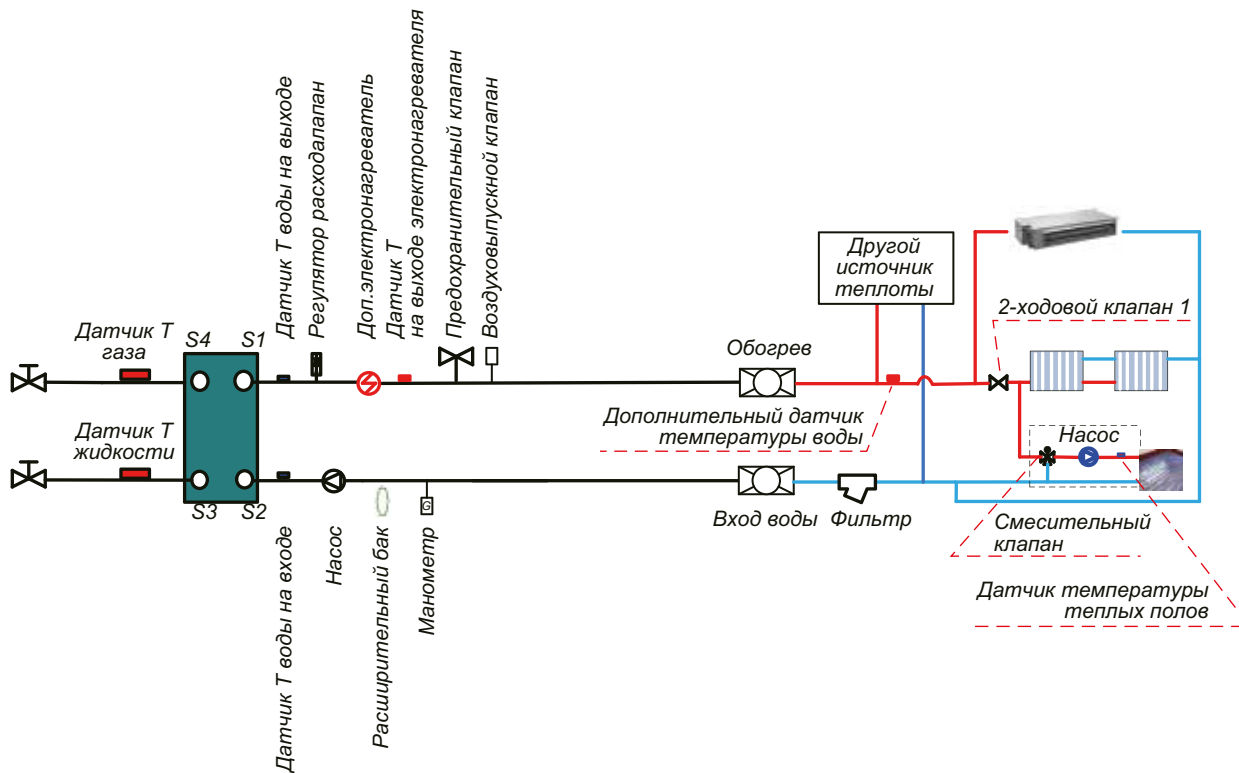 Датчик Т воды на выходе
Регулятор расходалапан
Доп.электронагреватель
Датчик Т
на выходе электронагревателя
Предохранительный клапан
Воздуховыпускной клапан
Датчик Т
газа
S4
S1
Датчик Т
жидкости
S3
S2
Датчик Т воды на входе
Насос
Расширительный бак
Манометр
G
Обогрев
Дополнительный датчик
температуры воды
Вход воды
Фильтр
Другой
источник
теплоты
2-ходовой клапан 1
Насос
Смесительный
клапан
Датчик температуры
теплых полов